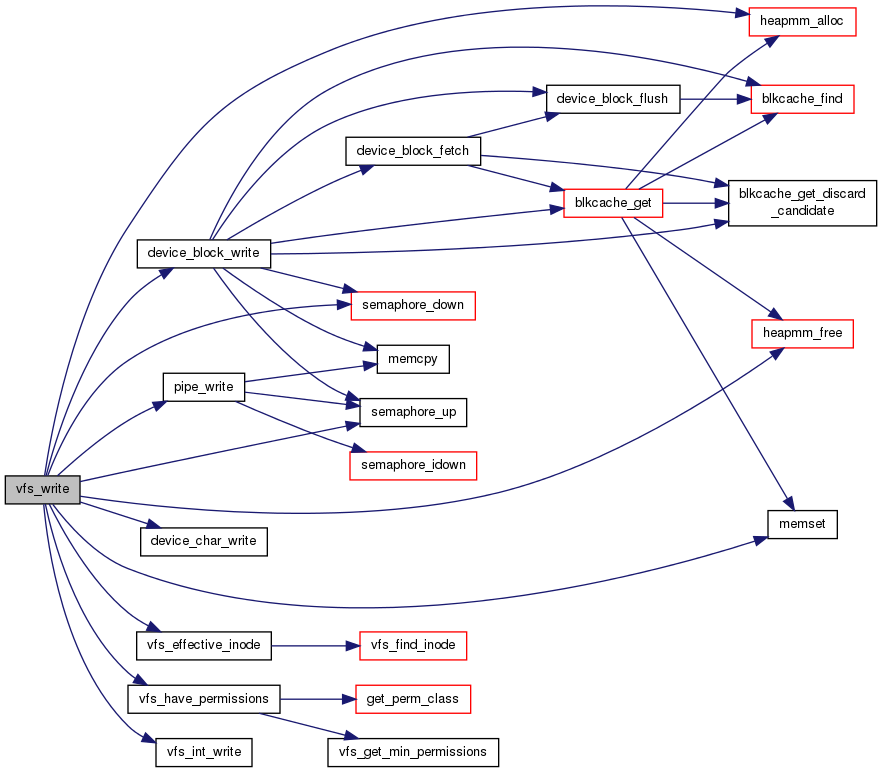 heapmm_alloc
device_block_flush
blkcache_find
device_block_fetch
blkcache_get
blkcache_get_discard
_candidate
device_block_write
semaphore_down
heapmm_free
memcpy
pipe_write
semaphore_up
semaphore_idown
vfs_write
memset
device_char_write
vfs_effective_inode
vfs_find_inode
vfs_have_permissions
get_perm_class
vfs_int_write
vfs_get_min_permissions